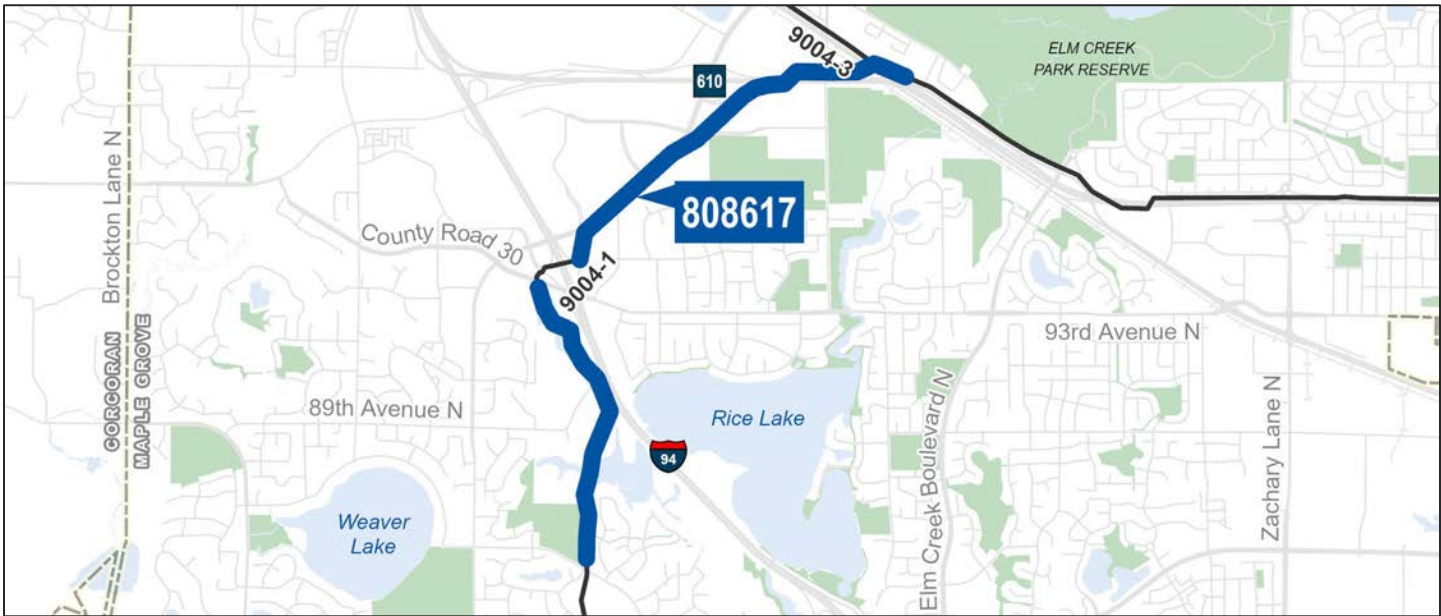 9004-3
ELM CREEK
PARK RESERVE
610
Brockton Lane N
808617
County Road 30
9004-1
93rd Avenue N
CORCORAN
MAPLE GROVE
89th Avenue N
Rice Lake
94
Elm Creek Boulevard N
Zachary Lane N
Weaver
Lake